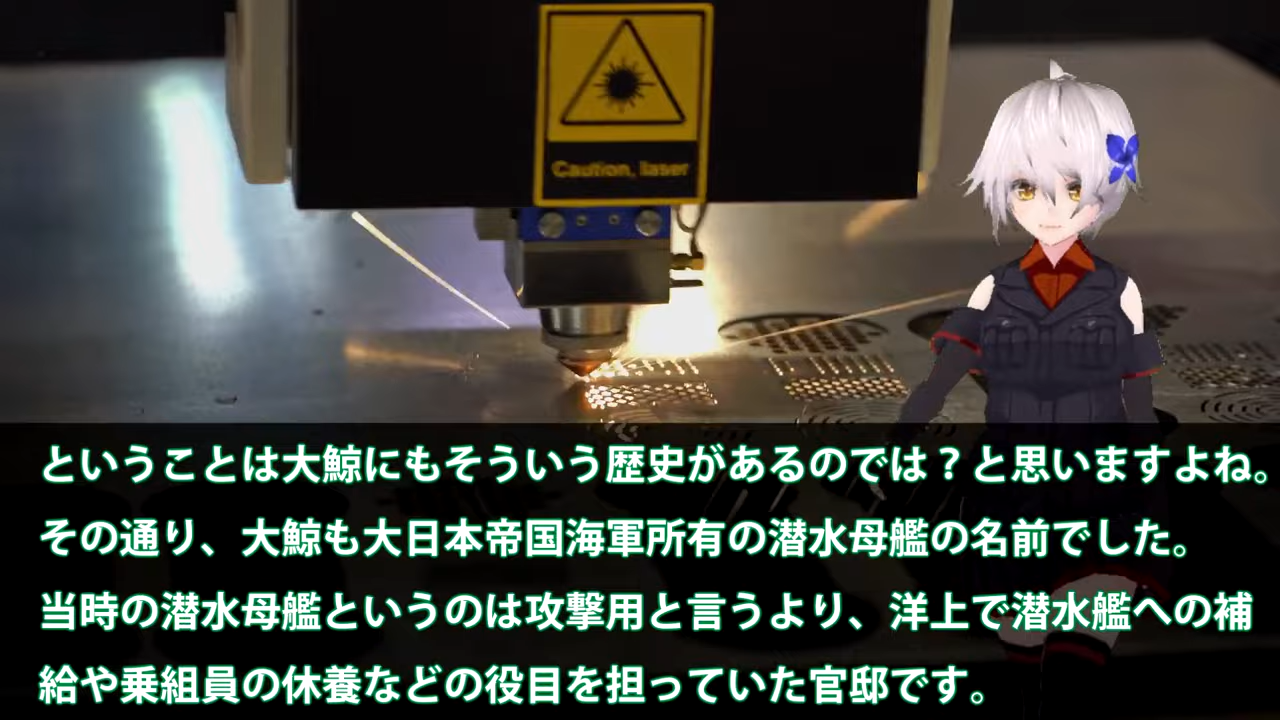 Caution, laser
ということは大鯨にもそういう歴史があるのでは？と思いますよね。
その通り、大鯨も大日本帝国海軍所有の潜水母艦の名前でした。
当時の潜水母艦というのは攻撃用と言うより、洋上で潜水艦への補
給や乗組員の休養などの役目を担っていた官邸です。